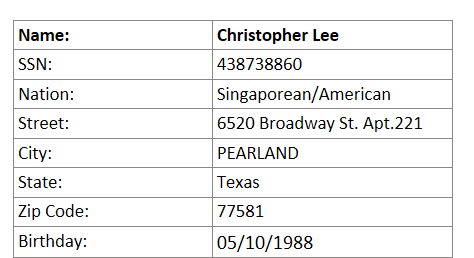 Name: Christopher Lee
SSN: 438738860
Nation: Singaporean/American
Street: 6520 Broadway St. Apt.221
City: PEARLAND
State: Texas
Zip Code: 77581
Birthday: 05/10/1988